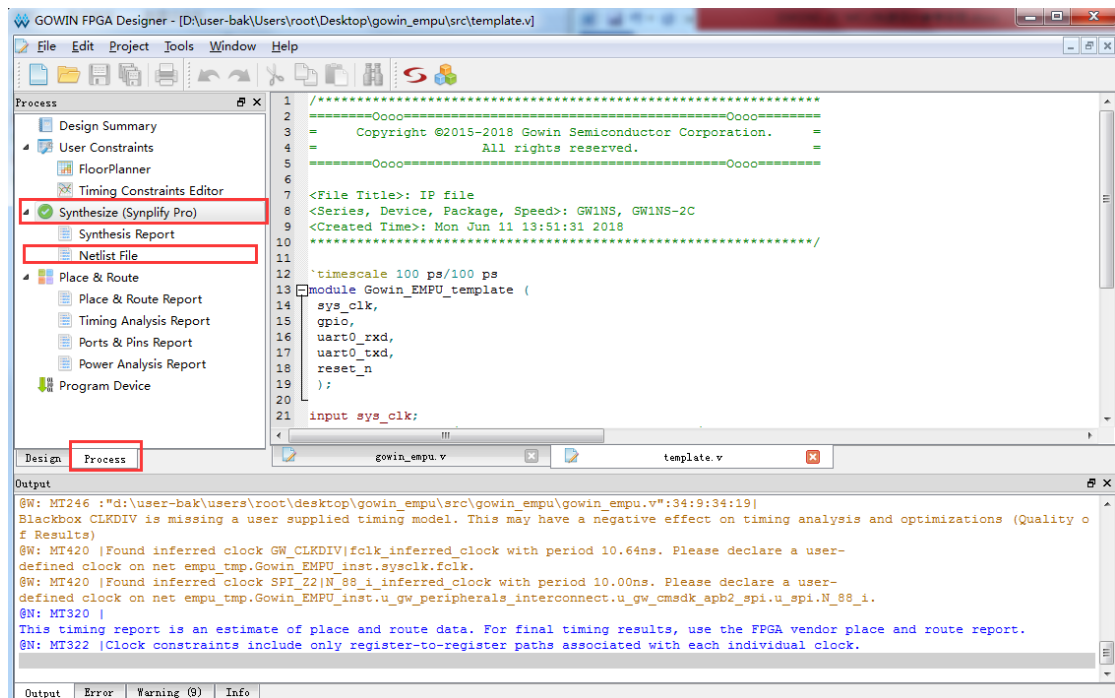 GOWIN FPGA Designer - [D:\user-bak\Users\root\Desktop\gowin_empu\src\template.v]
File Edit Project Tools Window Help
Process
Design Summary
User Constraints
FloorPlanner
Timing Constraints Editor
Synthesize (Synplify Pro)
Synthesis Report
Netlist File
Place & Route
Place & Route Report
Timing Analysis Report
Ports & Pins Report
Power Analysis Report
Program Device
Design Process
1 /******************************************************************
2 ========Oooo==========================================Oooo========
3 = Copyright ©2015-2018 Gowin Semiconductor Corporation. =
4 = All rights reserved. =
5 ========Oooo==========================================Oooo========
6
7 <File Title>: IP file
8 <Series, Device, Package, Speed>: GW1NS, GW1NS-2C
9 <Created Time>: Mon Jun 11 13:51:31 2018
10 ******************************************************************/
11
12 `timescale 100 ps/100 ps
13 module Gowin_EMPU_template (
14 sys_clk,
15 gpio,
16 uart0_rxd,
17 uart0_txd,
18 reset_n
19 );
20
21 input sys_clk;
gowin_empu.v template.v
Output
@W: MT246 :"d:\user-bak\users\root\desktop\gowin_empu\src\gowin_empu\gowin_empu.v":34:9:34:19|
Blackbox CLKDIV is missing a user supplied timing model. This may have a negative effect on timing analysis and optimizations (Quality o
f Results)
@W: MT420 |Found inferred clock GW_CLKDIV|fclk_inferred_clock with period 10.64ns. Please declare a user-
defined clock on net empu_tmp.Gowin_EMPU_inst.sysclk.fclk.
@W: MT420 |Found inferred clock SPI_Z2|N_88_i_inferred_clock with period 10.00ns. Please declare a user-
defined clock on net empu_tmp.Gowin_EMPU_inst.u_gw_peripherals_interconnect.u_gw_cmsdk_apb2_spi.u_spi.N_88_i.
@N: MT320 |
This timing report is an estimate of place and route data. For final timing results, use the FPGA vendor place and route report.
@N: MT322 |Clock constraints include only register-to-register paths associated with each individual clock.
Output Error Warning (9) Info